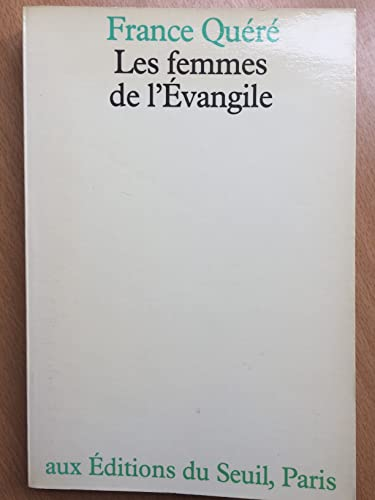 France Quéré
Les femmes
de l'Évangile
aux Éditions du Seuil, Paris